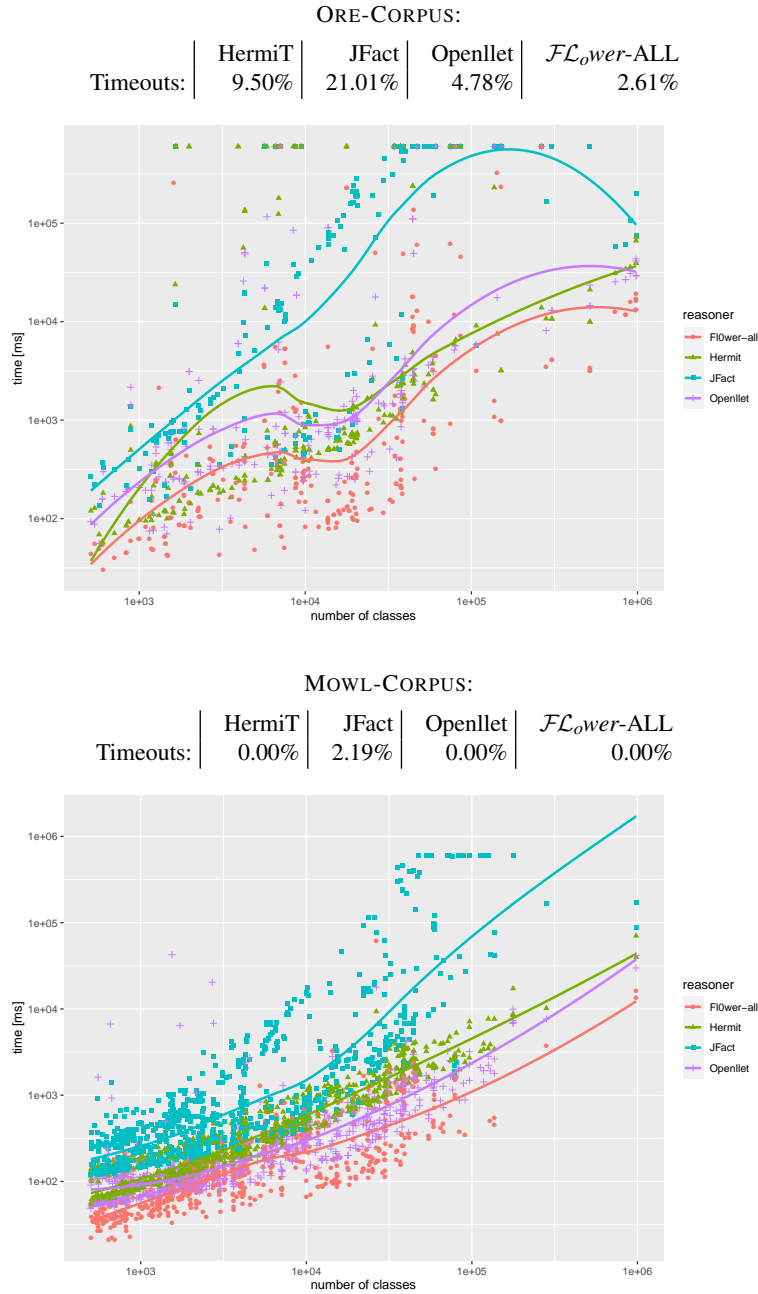 ORE-CORPUS:
HermiT JFact Openllet ℱℒₒwer-ALL
Timeouts: 9.50% 21.01% 4.78% 2.61%
1e+05
1e+04
1e+03
1e+02
time [ms]
1e+03 1e+04 1e+05 1e+06
number of classes
reasoner
Fl0wer−all
Hermit
JFact
Openllet
MOWL-CORPUS:
HermiT JFact Openllet ℱℒₒwer-ALL
Timeouts: 0.00% 2.19% 0.00% 0.00%
1e+06
1e+05
1e+04
1e+03
1e+02
time [ms]
1e+03 1e+04 1e+05 1e+06
number of classes
reasoner
Fl0wer−all
Hermit
JFact
Openllet